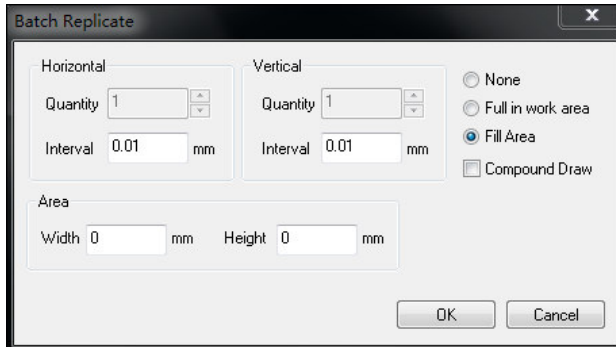 Batch Replicate
x
Horizontal
Quantity 1
Interval 0.01 mm
Vertical
Quantity 1
Interval 0.01 mm
None
Full in work area
Fill Area
Compound Draw
Area
Width 0 mm Height 0 mm
OK Cancel